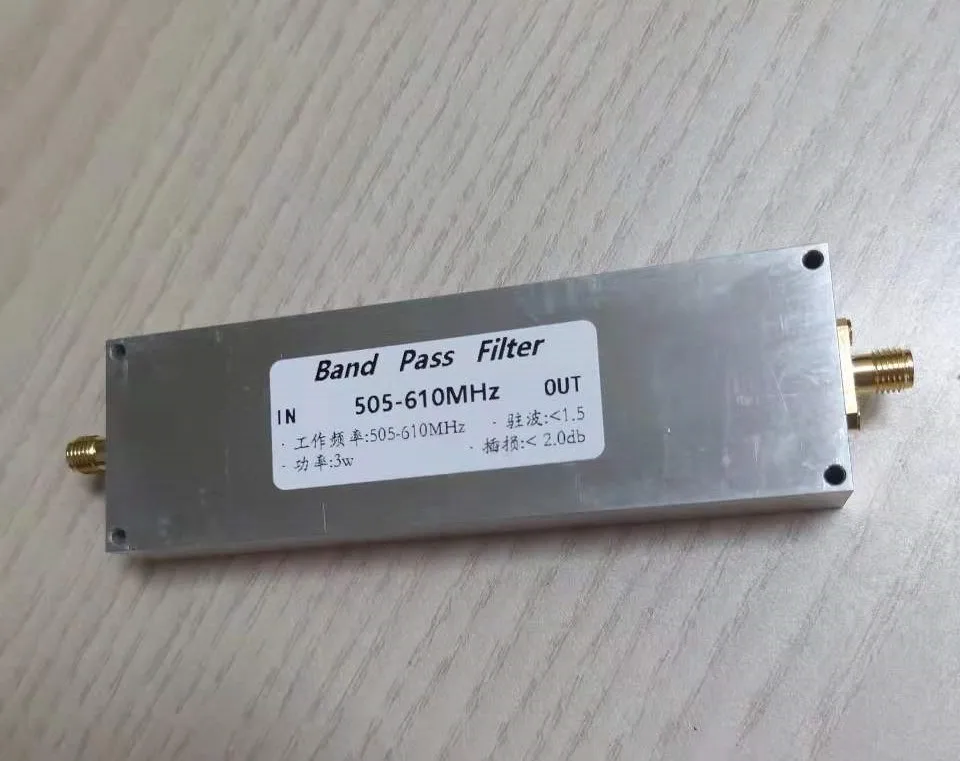 Band Pass Filter
IN 505-610MHz OUT
· 工作频率:505-610MHz · 驻波:<1.5
· 功率:3w · 插损:< 2.0db